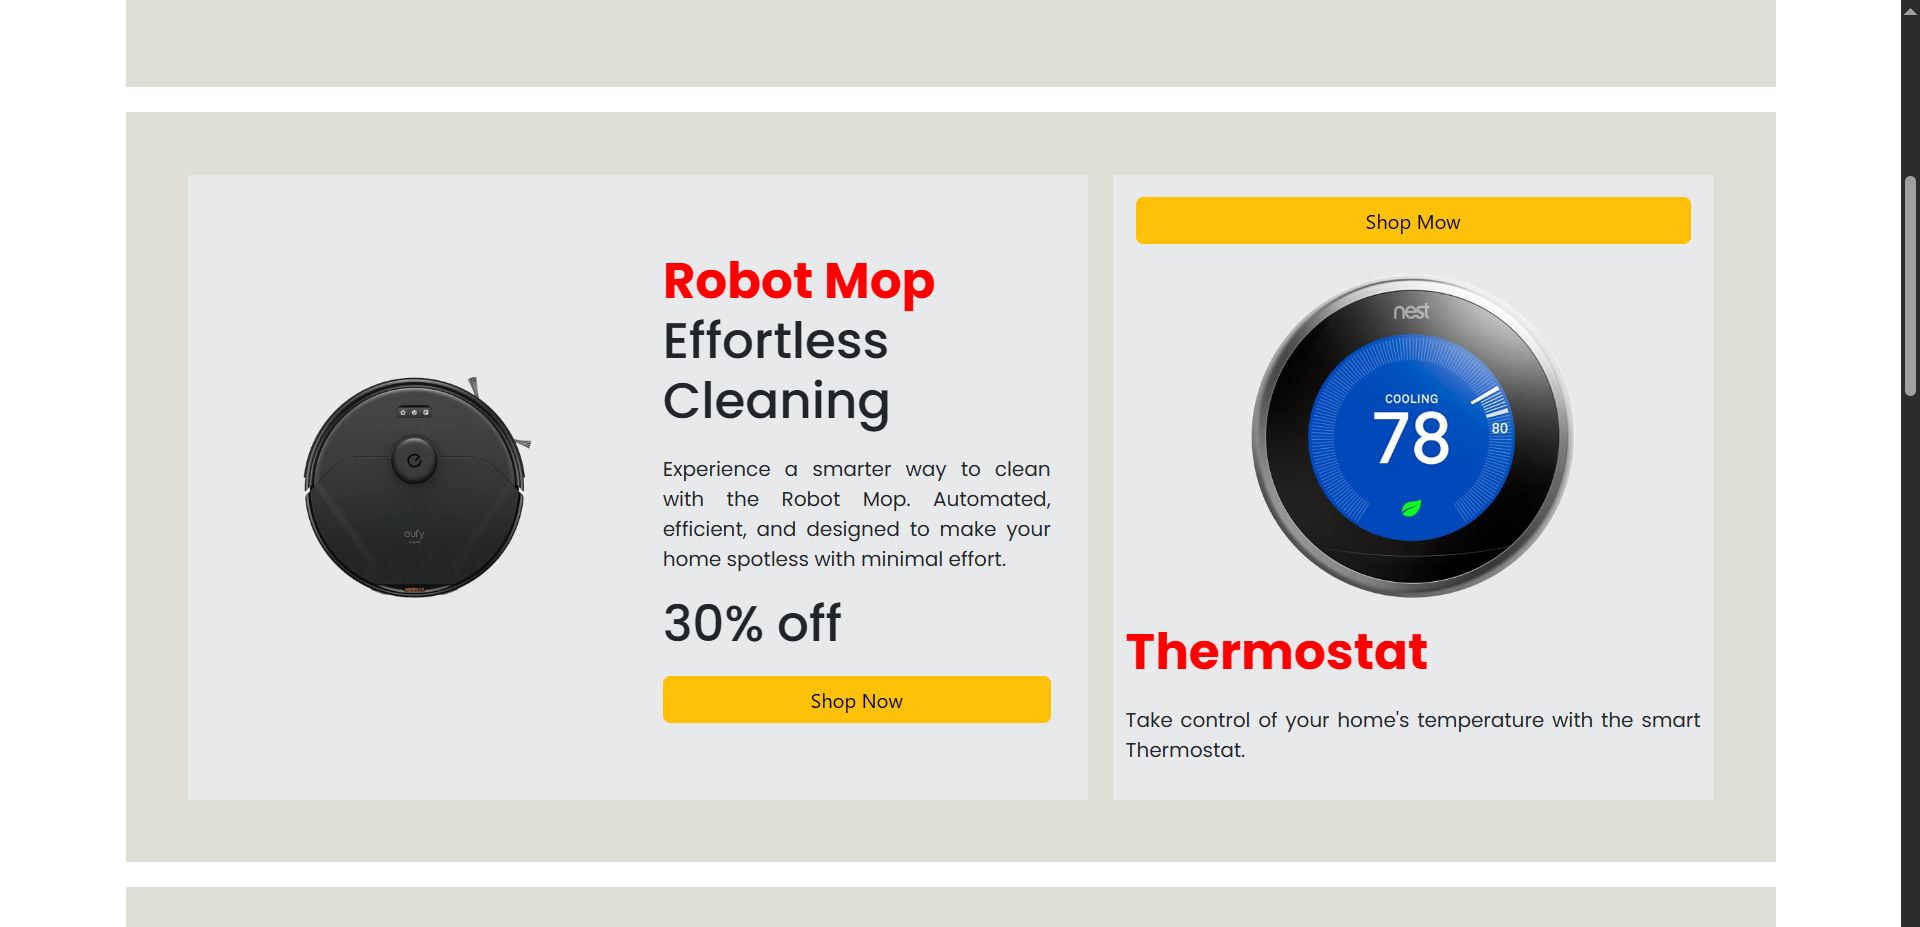 Robot Mop
Effortless
Cleaning
Experience a smarter way to clean
with the Robot Mop. Automated,
efficient, and designed to make your
home spotless with minimal effort.
30% off
Shop Now
eufy
Shop Mow
nest
COOLING
78
80
Thermostat
Take control of your home's temperature with the smart
Thermostat.